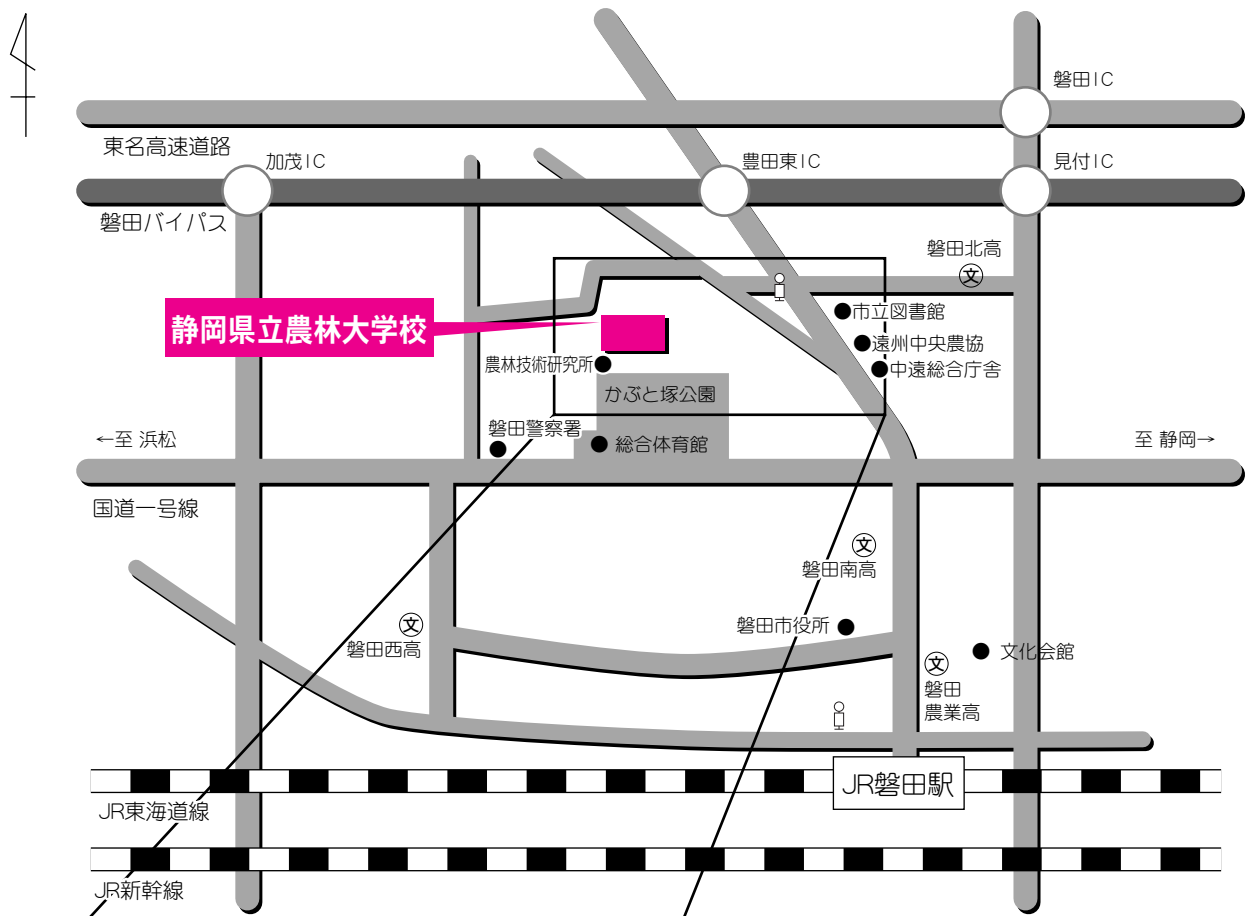 磐田IC
東名高速道路
加茂IC
豊田東IC
見付IC
磐田バイパス
磐田北高
文
静岡県立農林大学校
市立図書館
遠州中央農協
農林技術研究所
中遠総合庁舎
かぶと塚公園
磐田警察署
←至 浜松
総合体育館
至 静岡→
国道一号線
文
磐田南高
文
磐田西高
磐田市役所
文化会館
文
磐田
農業高
JR磐田駅
JR東海道線
JR新幹線